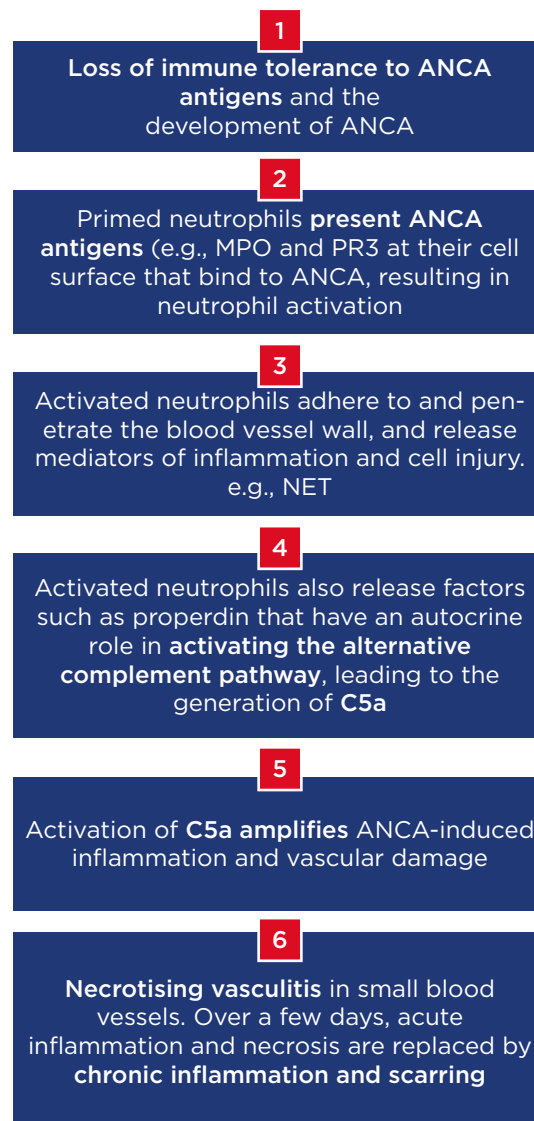 1
Loss of immune tolerance to ANCA
antigens and the
development of ANCA
2
Primed neutrophils present ANCA
antigens (e.g., MPO and PR3 at their cell
surface that bind to ANCA, resulting in
neutrophil activation
3
Activated neutrophils adhere to and pen-
etrate the blood vessel wall, and release
mediators of inflammation and cell injury.
e.g., NET
4
Activated neutrophils also release factors
such as properdin that have an autocrine
role in activating the alternative
complement pathway, leading to the
generation of C5a
5
Activation of C5a amplifies ANCA-induced
inflammation and vascular damage
6
Necrotising vasculitis in small blood
vessels. Over a few days, acute
inflammation and necrosis are replaced by
chronic inflammation and scarring